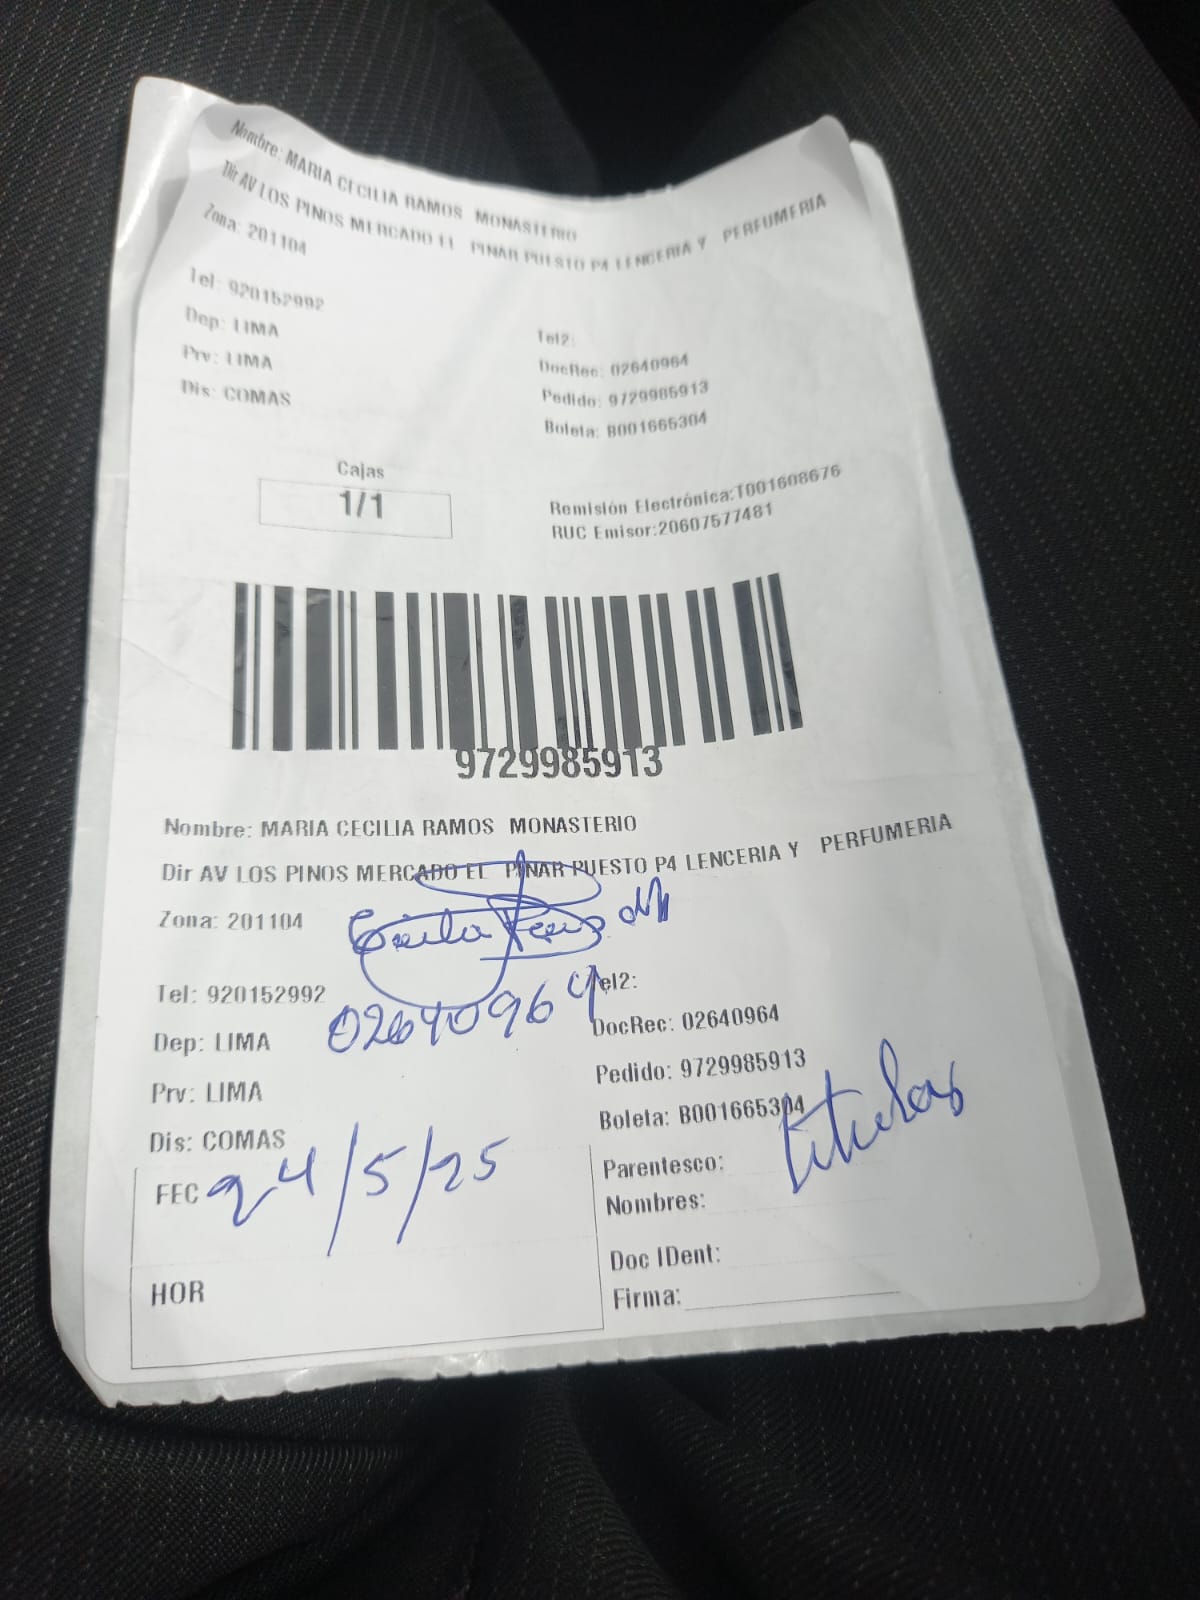 Nombre: MARIA CECILIA RAMOS MONASTERIO
Dir AV LOS PINOS MERCADO EL PINAR PUESTO P4 LENCERIA Y PERFUMERIA
Zona: 201104
Tel: 920152992
Dep: LIMA
Tel2:
Prv: LIMA
DocRec: 02640964
Dis: COMAS
Pedido: 9729985913
Boleta: B001665304
Cajas
1/1
Remisión Electrónica:T001608676
RUC Emisor:20607577481
9729985913
Nombre: MARIA CECILIA RAMOS MONASTERIO
Dir AV LOS PINOS MERCADO EL PINAR PUESTO P4 LENCERIA Y PERFUMERIA
Zona: 201104
Tel: 920152992
Tel2:
02640964
Dep: LIMA
DocRec: 02640964
Prv: LIMA
Pedido: 9729985913
Dis: COMAS
Boleta: B001665304
FEC 24/5/25
Parentesco: titular
Nombres:
Doc IDent:
HOR
Firma: